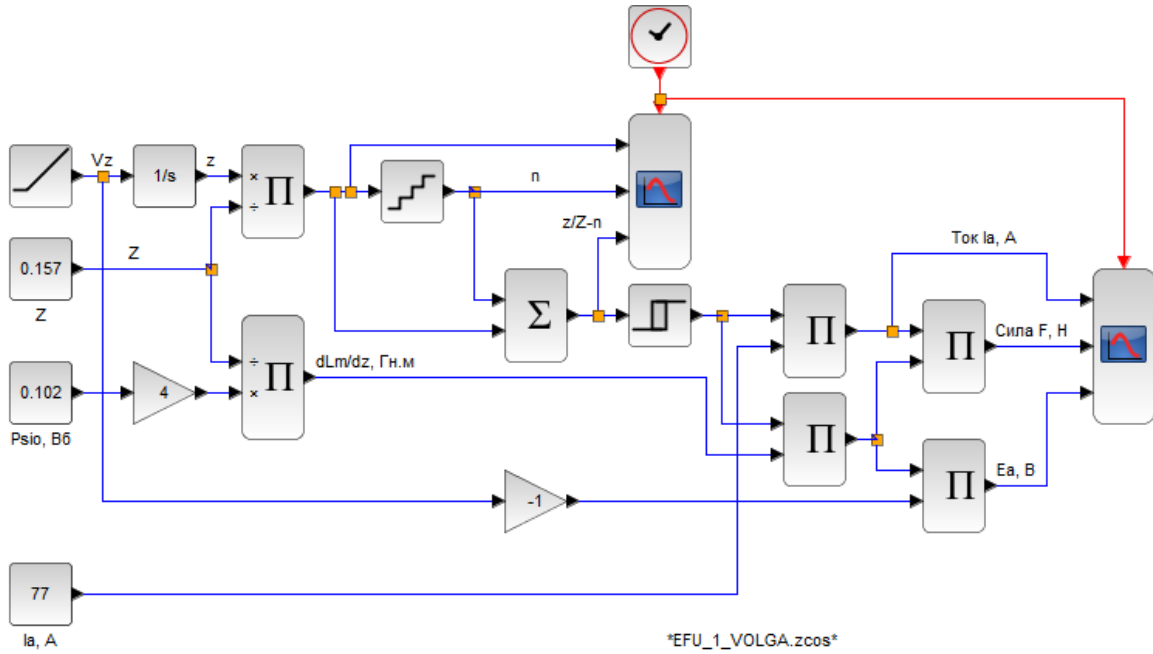 Vz
1/s
z
×
÷
Π
n
z/Z-n
0.157
Z
Z
Σ
Ток Ia, А
÷
×
Π
dLm/dz, Гн.м
Π
Π
Сила F, Н
0.102
Psio, Вб
4
Π
Π
Ea, В
-1
77
Ia, А
*EFU_1_VOLGA.zcos*